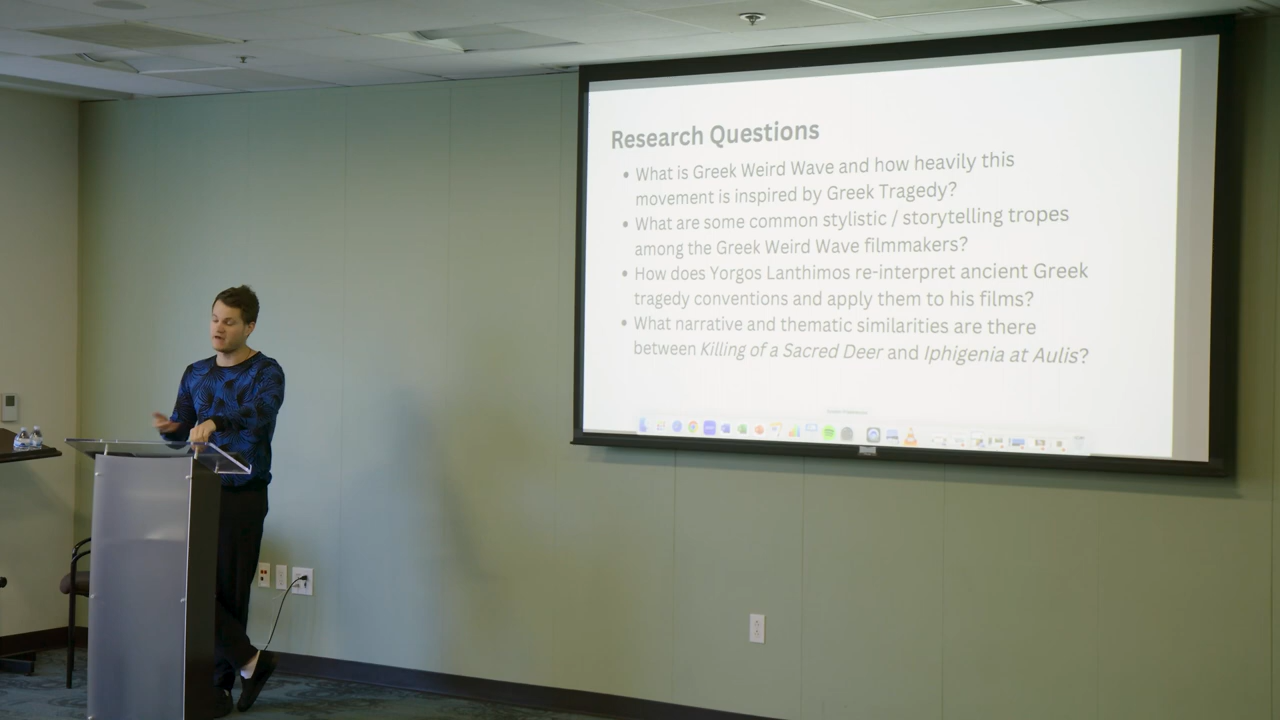 Research Questions
• What is Greek Weird Wave and how heavily this
movement is inspired by Greek Tragedy?
• What are some common stylistic / storytelling tropes
among the Greek Weird Wave filmmakers?
• How does Yorgos Lanthimos re-interpret ancient Greek
tragedy conventions and apply them to his films?
• What narrative and thematic similarities are there
between Killing of a Sacred Deer and Iphigenia at Aulis?